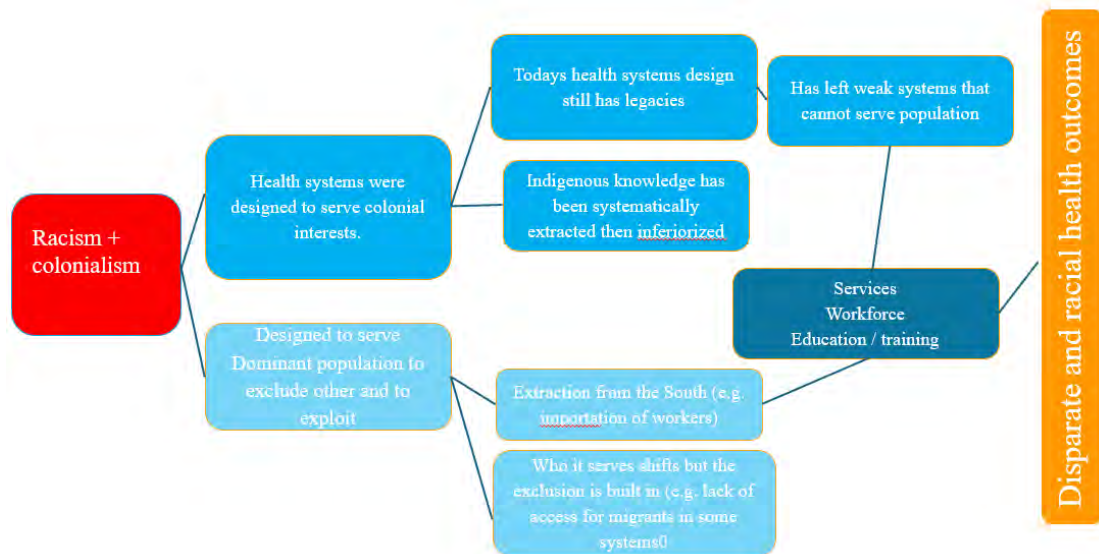 Racism +
colonialism
Health systems were
designed to serve colonial
interests.
Todays health systems design
still has legacies
Has left weak systems that
cannot serve population
Indigenous knowledge has
been systematically
extracted then inferiorized
Designed to serve
Dominant population to
exclude other and to
exploit
Extraction from the South (e.g.
importation of workers)
Who it serves shifts but the
exclusion is built in (e.g. lack of
access for migrants in some
systems0
Services
Workforce
Education / training
Disparate and racial health outcomes